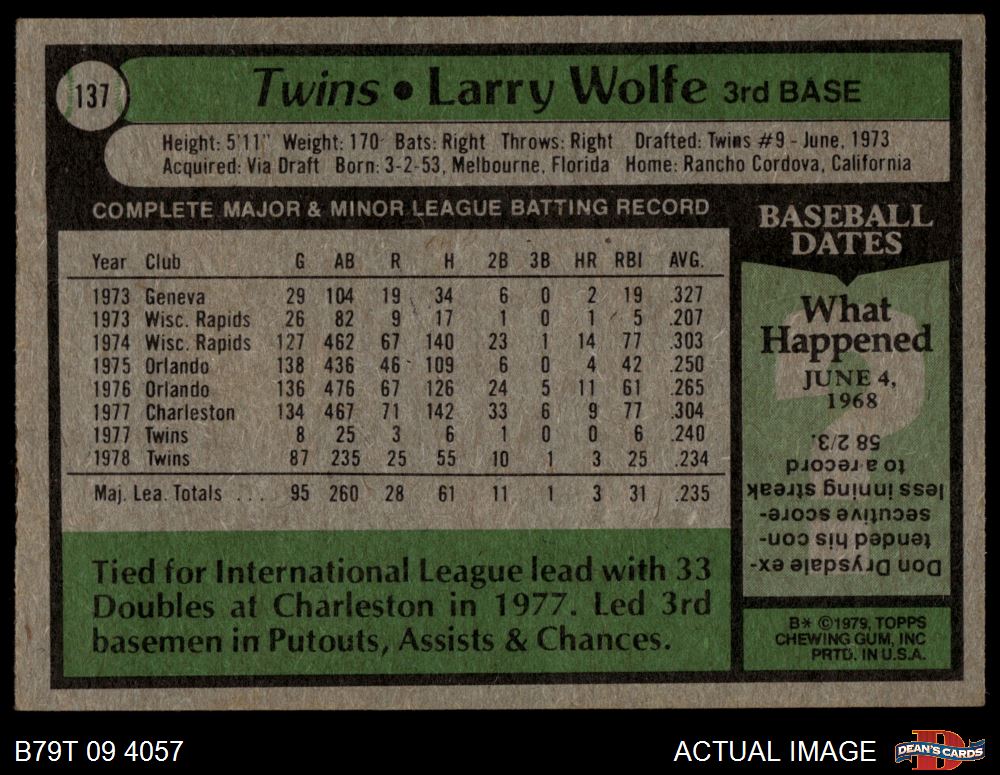 137
Twins • Larry Wolfe 3rd BASE
Height: 5'11" Weight: 170 Bats: Right Throws: Right Drafted: Twins #9 - June, 1973
Acquired: Via Draft Born: 3-2-53, Melbourne, Florida Home: Rancho Cordova, California
COMPLETE MAJOR & MINOR LEAGUE BATTING RECORD
Year Club G AB R H 2B 3B HR RBI AVG.
1973 Geneva 29 104 19 34 6 0 2 19 .327
1973 Wisc. Rapids 26 82 9 17 1 0 1 5 .207
1974 Wisc. Rapids 127 462 67 140 23 1 14 77 .303
1975 Orlando 138 436 46 109 6 0 4 42 .250
1976 Orlando 136 476 67 126 24 5 11 61 .265
1977 Charleston 134 467 71 142 33 6 9 77 .304
1977 Twins 8 25 3 6 1 0 0 6 .240
1978 Twins 87 235 25 55 10 1 3 25 .234
Maj. Lea. Totals . . . 95 260 28 61 11 1 3 31 .235
Tied for International League lead with 33
Doubles at Charleston in 1977. Led 3rd
basemen in Putouts, Assists & Chances.
BASEBALL
DATES
What
Happened
JUNE 4,
1968
Don Drysdale ex-
tended his con-
secutive score-
less inning streak
to a record
58 2/3.
B* ©1979, TOPPS
CHEWING GUM, INC
PRTD. IN U.S.A.
B79T 09 4057
ACTUAL IMAGE
DEAN'S CARDS